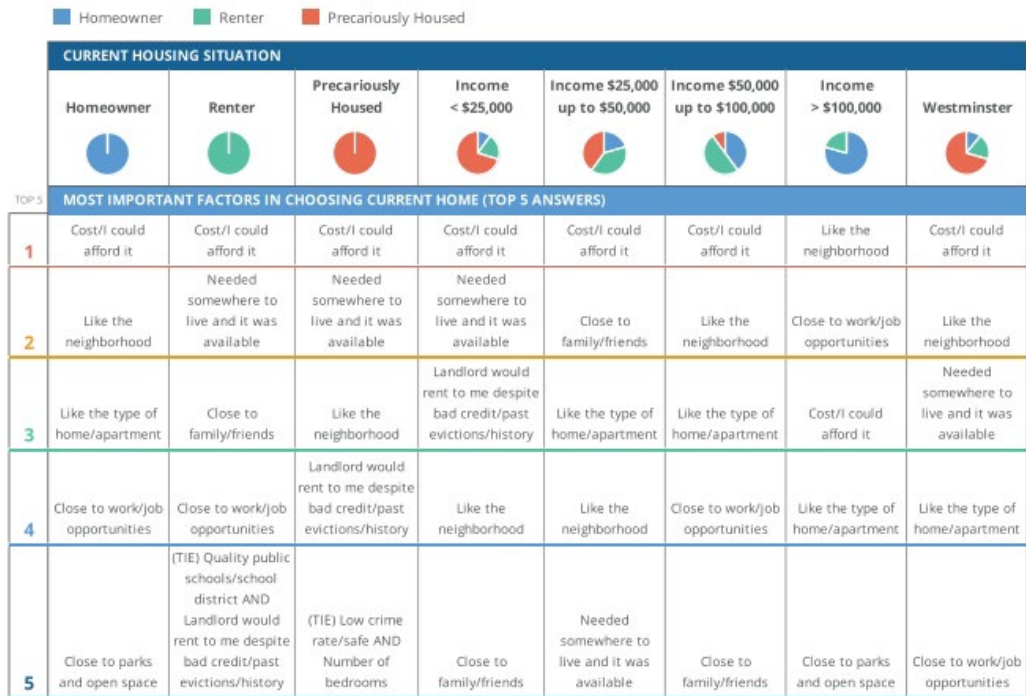 Homeowner Renter Precariously Housed
CURRENT HOUSING SITUATION
Homeowner
Renter
Precariously
Housed
Income
< $25,000
Income $25,000
up to $50,000
Income $50,000
up to $100,000
Income
> $100,000
Westminster
TOP 5
MOST IMPORTANT FACTORS IN CHOOSING CURRENT HOME (TOP 5 ANSWERS)
1
Cost/I could
afford it
Cost/I could
afford it
Cost/I could
afford it
Cost/I could
afford it
Cost/I could
afford it
Cost/I could
afford it
Like the
neighborhood
Cost/I could
afford it
2
Like the
neighborhood
Needed
somewhere to
live and it was
available
Needed
somewhere to
live and it was
available
Needed
somewhere to
live and it was
available
Close to
family/friends
Like the
neighborhood
Close to work/job
opportunities
Like the
neighborhood
3
Like the type of
home/apartment
Close to
family/friends
Like the
neighborhood
Landlord would
rent to me despite
bad credit/past
evictions/history
Like the type of
home/apartment
Like the type of
home/apartment
Cost/I could
afford it
Needed
somewhere to
live and it was
available
4
Close to work/job
opportunities
Close to work/job
opportunities
Landlord would
rent to me despite
bad credit/past
evictions/history
Like the
neighborhood
Like the
neighborhood
Close to work/job
opportunities
Like the type of
home/apartment
Like the type of
home/apartment
5
Close to parks
and open space
(TIE) Quality public
schools/school
district AND
Landlord would
rent to me despite
bad credit/past
evictions/history
(TIE) Low crime
rate/safe AND
Number of
bedrooms
Close to
family/friends
Needed
somewhere to
live and it was
available
Close to
family/friends
Close to parks
and open space
Close to work/job
opportunities